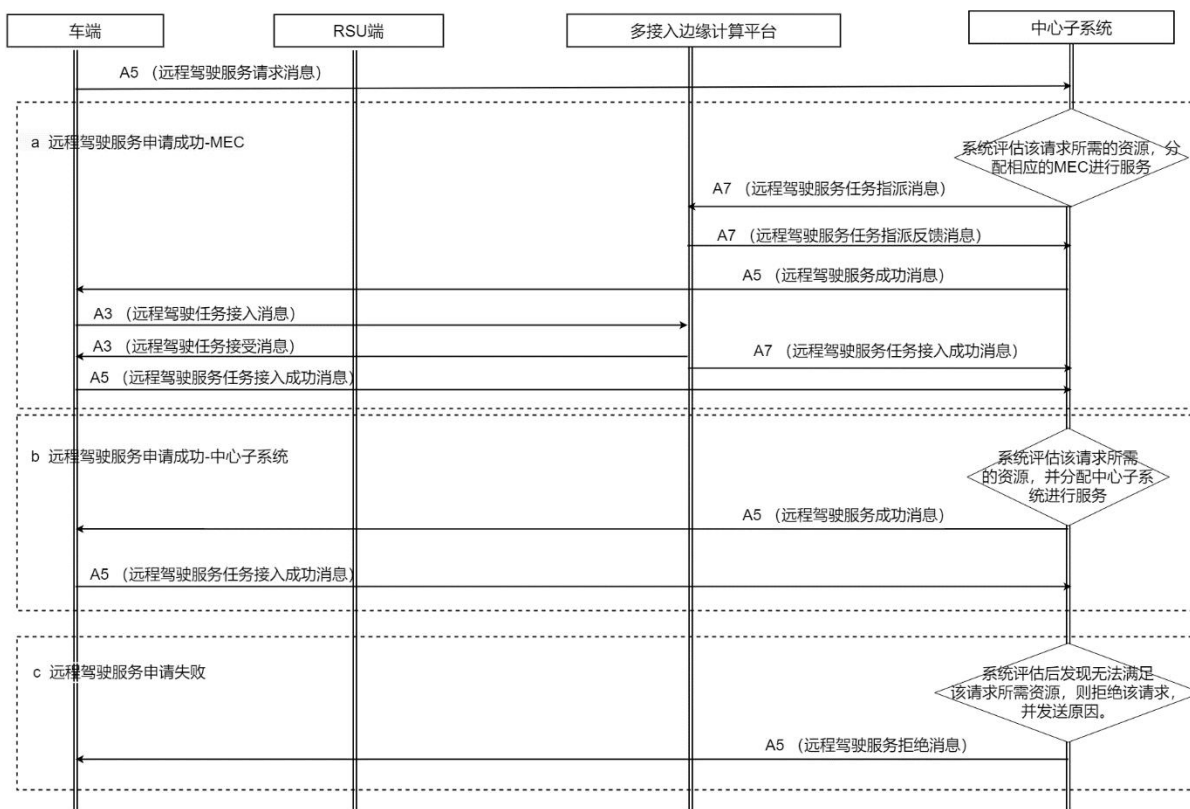 车端
RSU端
多接入边缘计算平台
中心子系统
A5 （远程驾驶服务请求消息）
a 远程驾驶服务申请成功-MEC
系统评估该请求所需的资源，分
配相应的MEC进行服务
A7 （远程驾驶服务任务指派消息）
A7 （远程驾驶服务任务指派反馈消息）
A5 （远程驾驶服务成功消息）
A3 （远程驾驶任务接入消息）
A3 （远程驾驶任务接受消息）
A7 （远程驾驶服务任务接入成功消息）
A5 （远程驾驶服务任务接入成功消息）
b 远程驾驶服务申请成功-中心子系统
系统评估该请求所需
的资源，并分配中心子系
统进行服务
A5 （远程驾驶服务成功消息）
A5 （远程驾驶服务任务接入成功消息）
c 远程驾驶服务申请失败
系统评估后发现无法满足
该请求所需资源，则拒绝该请求，
并发送原因。
A5 （远程驾驶服务拒绝消息）